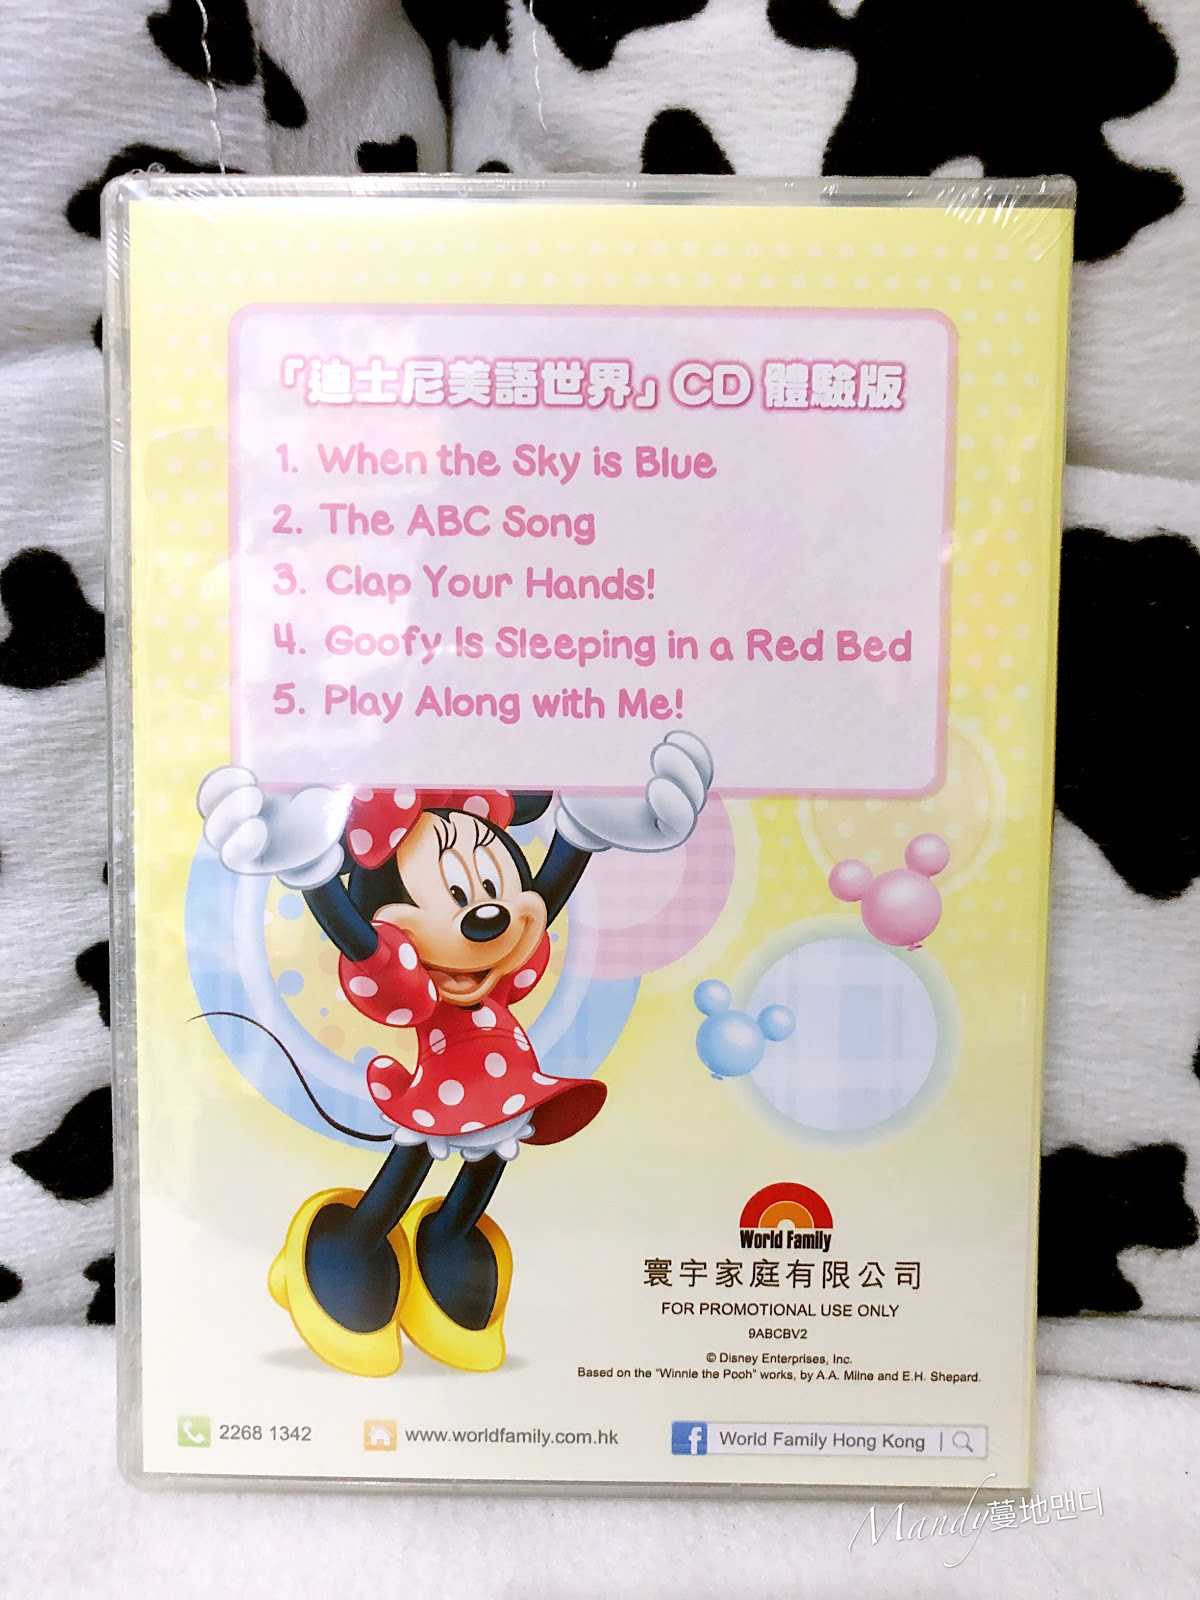 「迪士尼美語世界」CD 體驗版
1. When the Sky is Blue
2. The ABC Song
3. Clap Your Hands!
4. Goofy Is Sleeping in a Red Bed
5. Play Along with Me!
World Family
寰宇家庭有限公司
FOR PROMOTIONAL USE ONLY
9ABCBV2
© Disney Enterprises, Inc.
Based on the "Winnie the Pooh" works, by A.A. Milne and E.H. Shepard.
2268 1342 www.worldfamily.com.hk f World Family Hong Kong
Mandy蔓地맨디